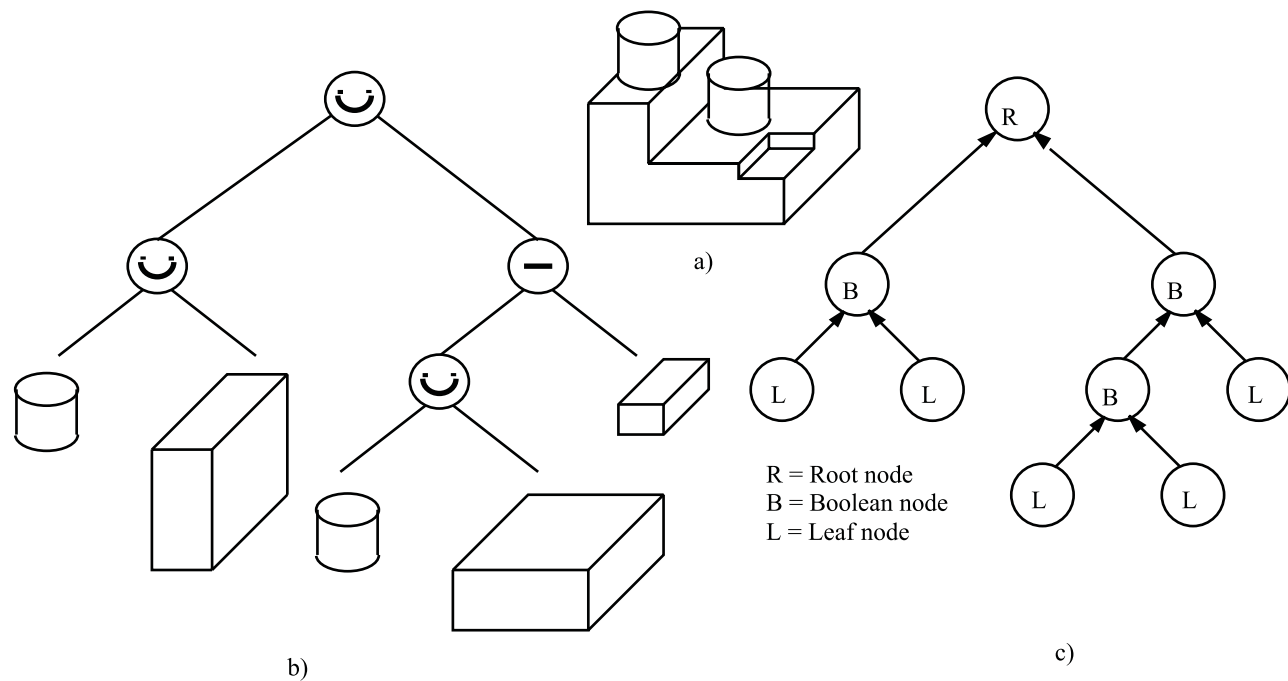 a)
R
B
B
L
L
B
L
L
L
R = Root node
B = Boolean node
L = Leaf node
b)
c)